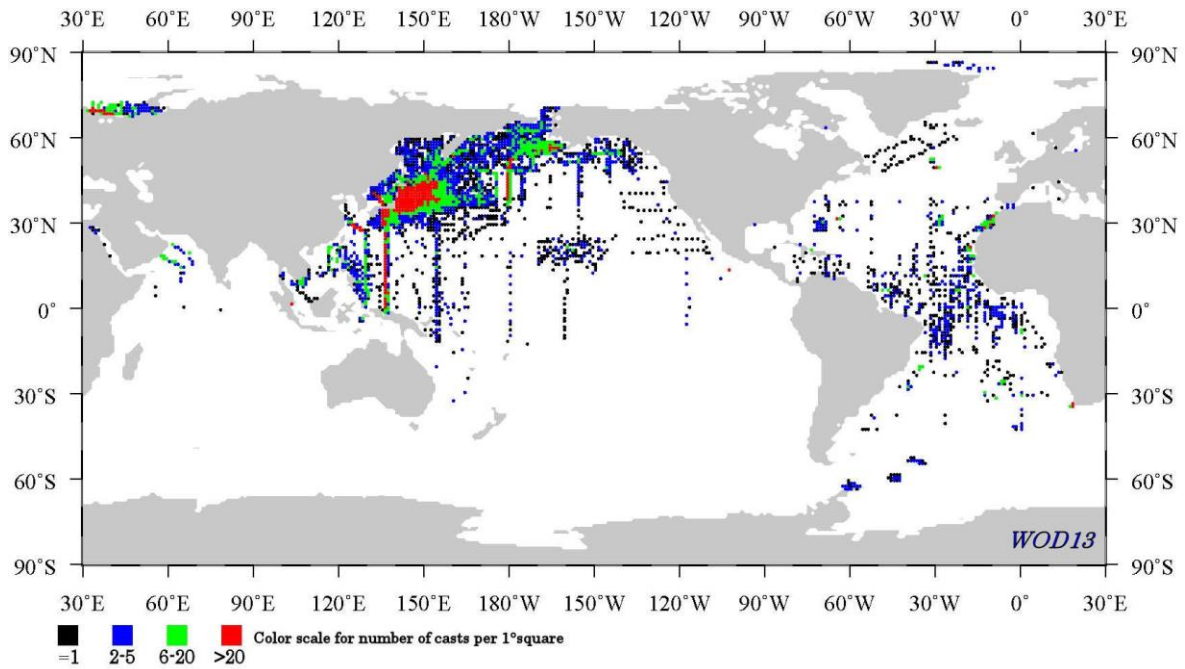 30°E 60°E 90°E 120°E 150°E 180°W 150°W 120°W 90°W 60°W 30°W 0° 30°E
90°N 90°N
60°N 60°N
30°N 30°N
0° 0°
30°S 30°S
60°S 60°S
WOD13
90°S 90°S
30°E 60°E 90°E 120°E 150°E 180°W 150°W 120°W 90°W 60°W 30°W 0° 30°E
Color scale for number of casts per 1°square
=1 2-5 6-20 >20